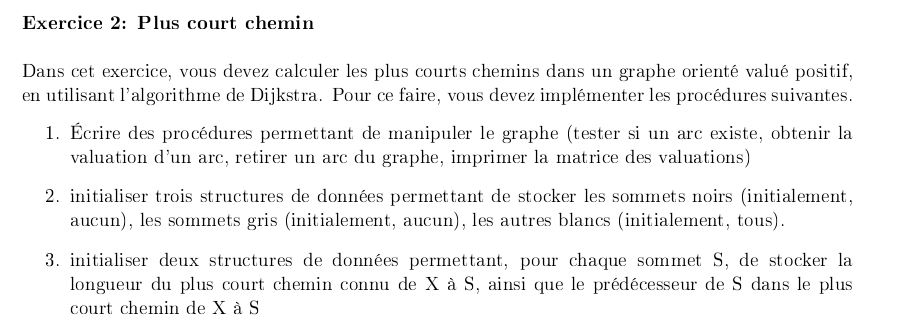 Exercice 2: Plus court chemin
Dans cet exercice, vous devez calculer les plus courts chemins dans un graphe orienté valué positif,
en utilisant l'algorithme de Dijkstra. Pour ce faire, vous devez implémenter les procédures suivantes.
1. Écrire des procédures permettant de manipuler le graphe (tester si un arc existe, obtenir la
valuation d'un arc, retirer un arc du graphe, imprimer la matrice des valuations)
2. initialiser trois structures de données permettant de stocker les sommets noirs (initialement,
aucun), les sommets gris (initialement, aucun), les autres blancs (initialement, tous).
3. initialiser deux structures de données permettant, pour chaque sommet S, de stocker la
longueur du plus court chemin connu de X à S, ainsi que le prédécesseur de S dans le plus
court chemin de X à S